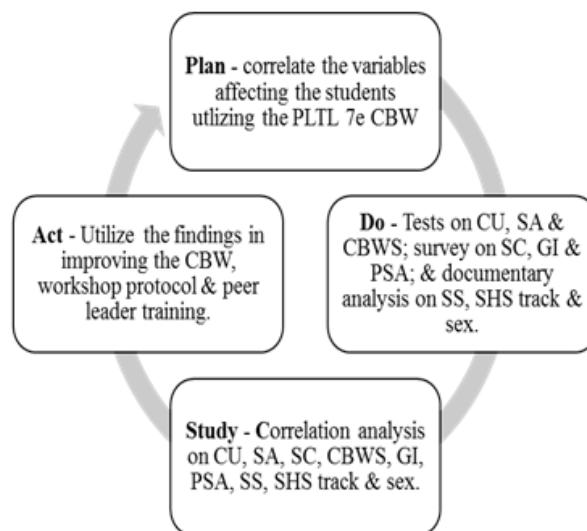 Plan - correlate the variables
affecting the students
utlizing the PLTL 7e CBW
Do - Tests on CU, SA &
CBWS; survey on SC, GI &
PSA; & documentary
analysis on SS, SHS track &
sex.
Study - Correlation analysis
on CU, SA, SC, CBWS, GI,
PSA, SS, SHS track & sex.
Act - Utilize the findings in
improving the CBW,
workshop protocol & peer
leader training.